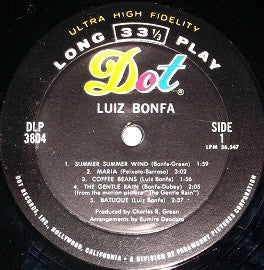 ULTRA HIGH FIDELITY
LONG 33⅓ PLAY
Dot
LUIZ BONFA
DLP
3804
SIDE
1
LPM 56,547
1. SUMMER SUMMER WIND (Bonfa-Green) 1:59
2. MARIA (Peixoto-Barroso) 3:02
3. COFFEE BEANS (Luiz Bonfa) 1:56
4. THE GENTLE RAIN (Bonfa-Dubey) 2:05
(from the motion picture "The Gentle Rain")
5. BATUQUE (Luiz Bonfa) 2:37
Produced by Charles R. Grean
Arrangements by Eumire Deodato
DOT RECORDS, INC. HOLLYWOOD, CALIFORNIA • A DIVISION OF PARAMOUNT PICTURES CORPORATION